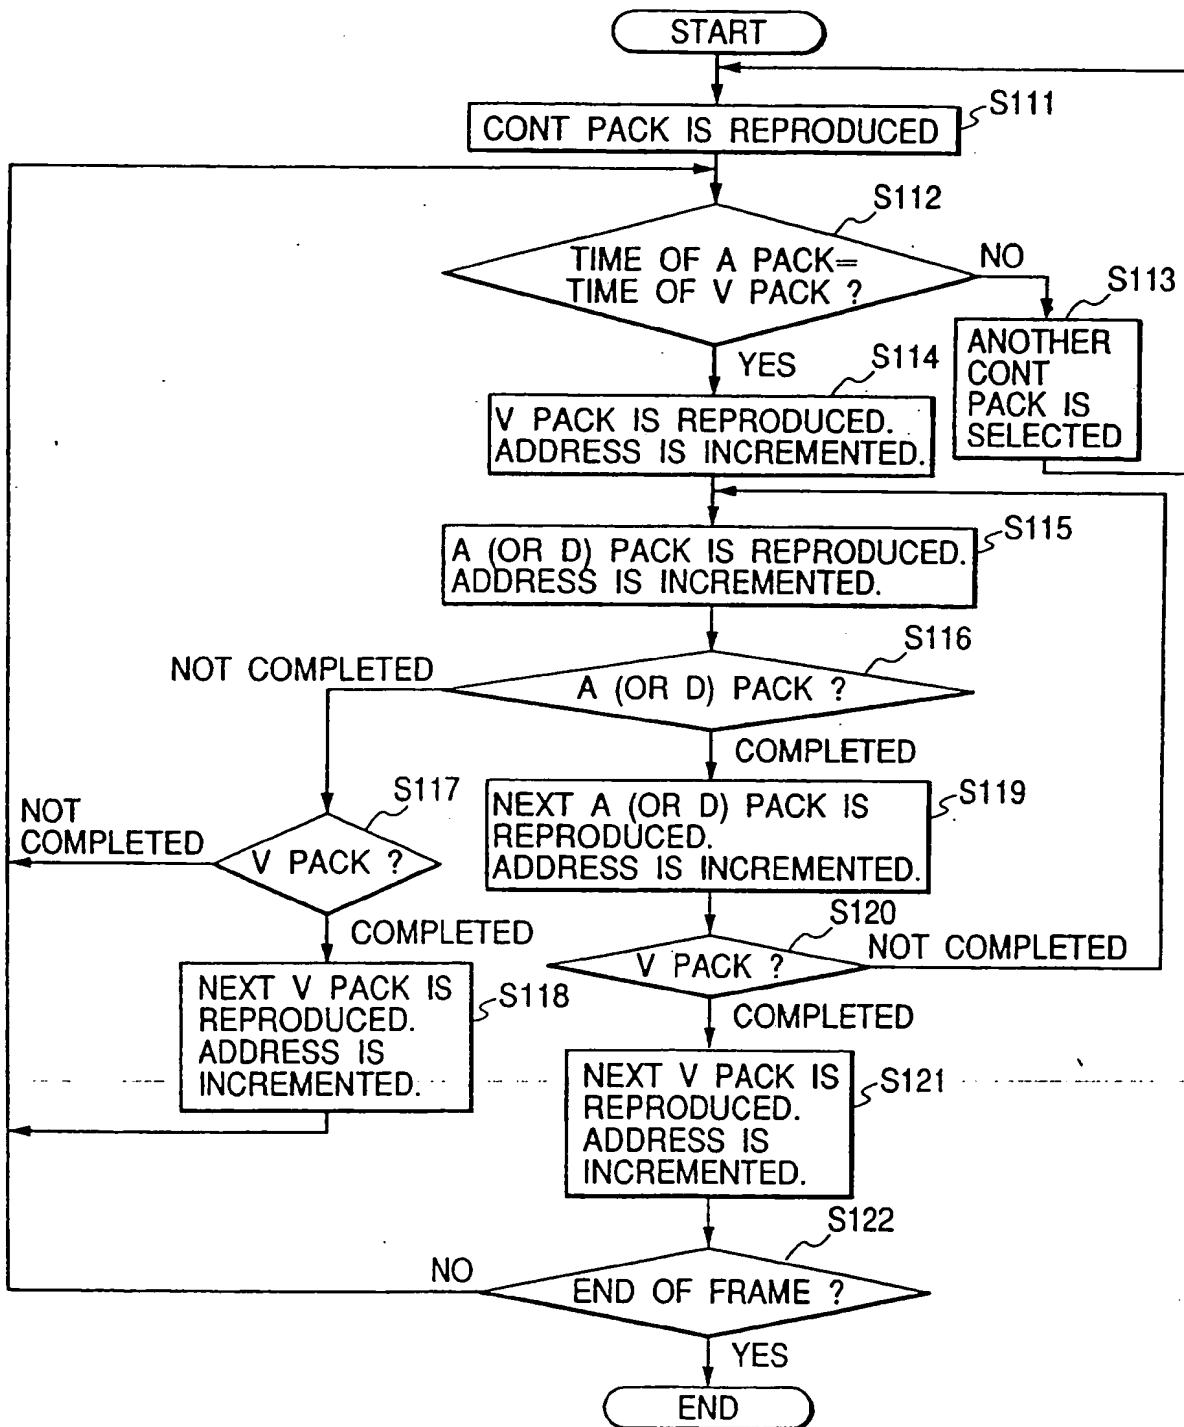 START
S111
CONT PACK IS REPRODUCED
S112
TIME OF A PACK=
TIME OF V PACK ?
NO
S113
ANOTHER
CONT
PACK IS
SELECTED
YES
S114
V PACK IS REPRODUCED.
ADDRESS IS INCREMENTED.
S115
A (OR D) PACK IS REPRODUCED.
ADDRESS IS INCREMENTED.
S116
NOT COMPLETED
A (OR D) PACK ?
COMPLETED
S117
NOT
COMPLETED
V PACK ?
COMPLETED
S119
NEXT A (OR D) PACK IS
REPRODUCED.
ADDRESS IS INCREMENTED.
S120
V PACK ?
NOT COMPLETED
COMPLETED
S118
NEXT V PACK IS
REPRODUCED.
ADDRESS IS
INCREMENTED.
S121
NEXT V PACK IS
REPRODUCED.
ADDRESS IS
INCREMENTED.
S122
NO
END OF FRAME ?
YES
END